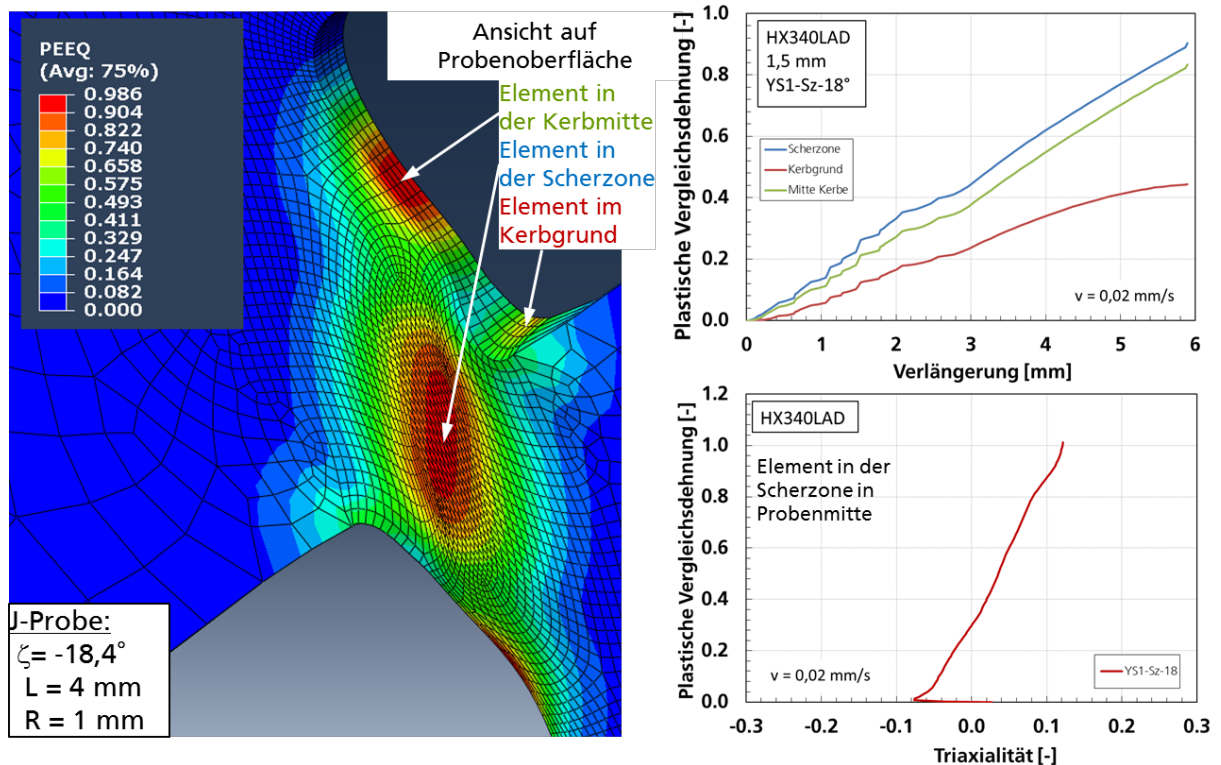 PEEQ
(Avg: 75%)
0.986
0.904
0.822
0.740
0.658
0.575
0.493
0.411
0.329
0.247
0.164
0.082
0.000
Ansicht auf
Probenoberfläche
Element in
der Kerbmitte
Element in
der Scherzone
Element im
Kerbgrund
J-Probe:
ζ= -18,4°
L = 4 mm
R = 1 mm
Plastische Vergleichsdehnung [-]
1.0
0.8
0.6
0.4
0.2
0.0
HX340LAD
1,5 mm
YS1-Sz-18°
Scherzone
Kerbgrund
Mitte Kerbe
v = 0,02 mm/s
0 1 2 3 4 5 6
Verlängerung [mm]
Plastische Vergleichsdehnung [-]
1.2
1.0
0.8
0.6
0.4
0.2
0.0
HX340LAD
Element in der
Scherzone in
Probenmitte
v = 0,02 mm/s
YS1-Sz-18
-0.3 -0.2 -0.1 0.0 0.1 0.2 0.3
Triaxialität [-]